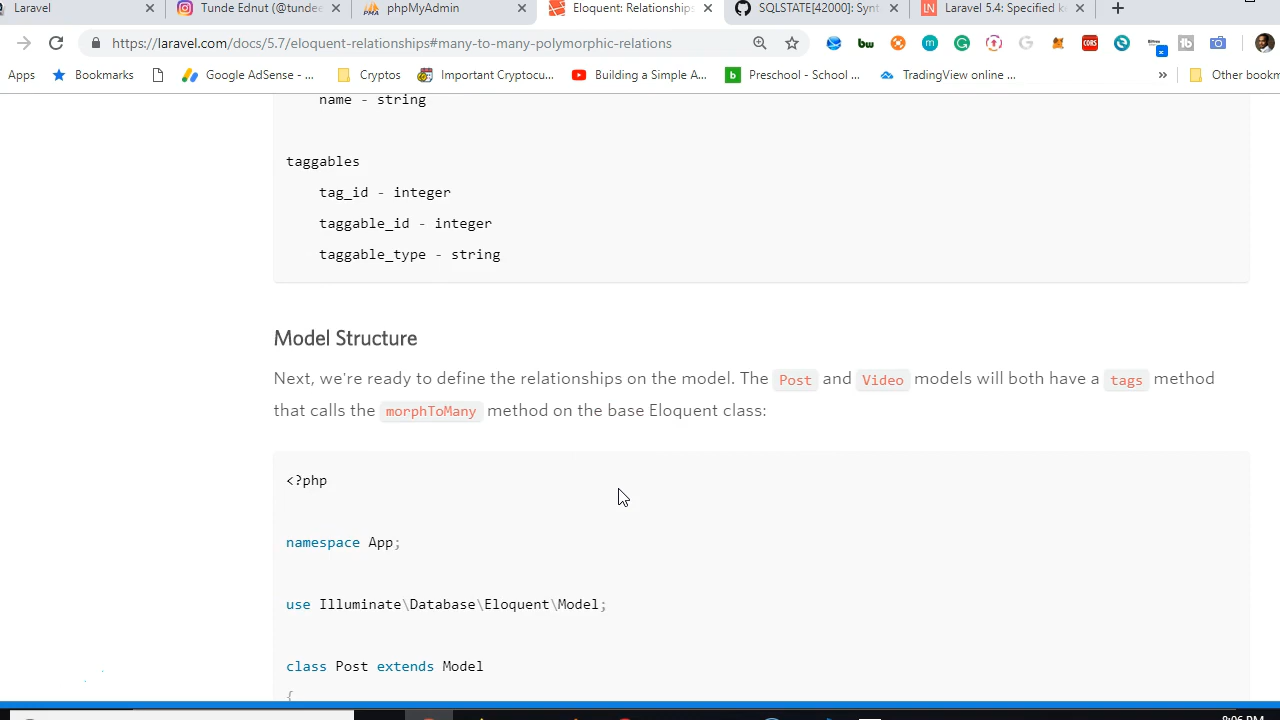 Laravel
Tunde Ednut (@tunde
phpMyAdmin
Eloquent: Relationships
SQLSTATE[42000]: Synt
Laravel 5.4: Specified k
https://laravel.com/docs/5.7/eloquent-relationships#many-to-many-polymorphic-relations
Apps
Bookmarks
Google AdSense - ...
Cryptos
Important Cryptocu...
Building a Simple A...
Preschool - School ...
TradingView online ...
»
Other bookm
name - string
taggables
tag_id - integer
taggable_id - integer
taggable_type - string
Model Structure
Next, we're ready to define the relationships on the model. The Post and Video models will both have a tags method
that calls the morphToMany method on the base Eloquent class:
<?php
namespace App;
use Illuminate\Database\Eloquent\Model;
class Post extends Model
{
8:06 PM